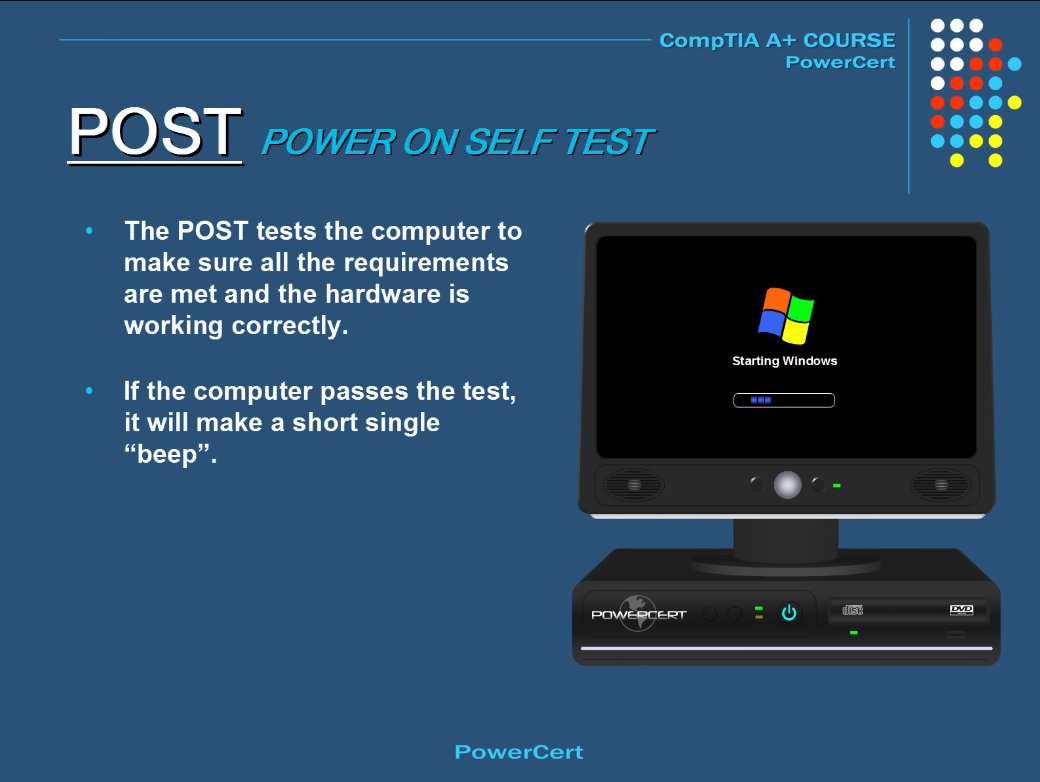 CompTIA A+ COURSE
PowerCert
POST POWER ON SELF TEST
• The POST tests the computer to
make sure all the requirements
are met and the hardware is
working correctly.
• If the computer passes the test,
it will make a short single
“beep”.
Starting Windows
POWERCERT
disc
DVD
PowerCert